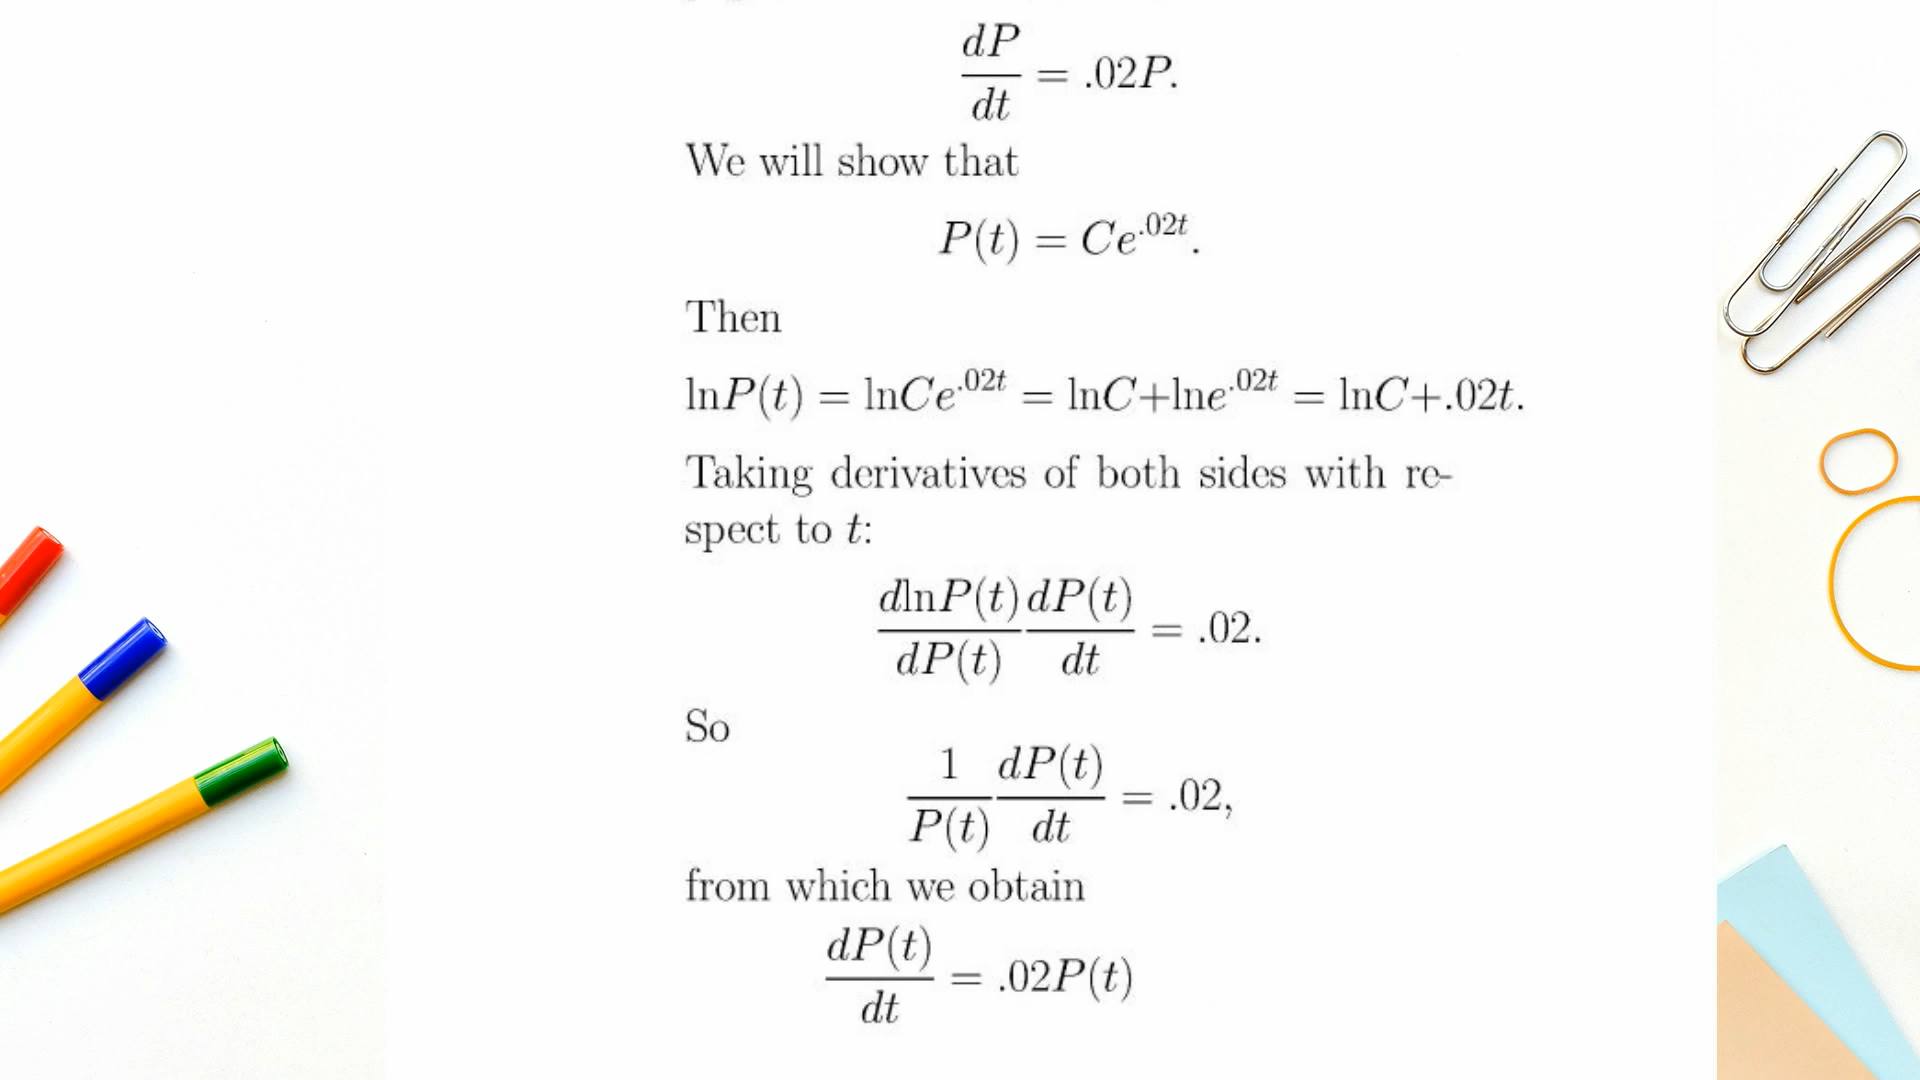 dP/dt = .02P.
We will show that
P(t) = Ce^{.02t}.
Then
lnP(t) = lnCe^{.02t} = lnC+lne^{.02t} = lnC+.02t.
Taking derivatives of both sides with re-
spect to t:
dlnP(t)/dP(t) dP(t)/dt = .02.
So
1/P(t) dP(t)/dt = .02,
from which we obtain
dP(t)/dt = .02P(t)